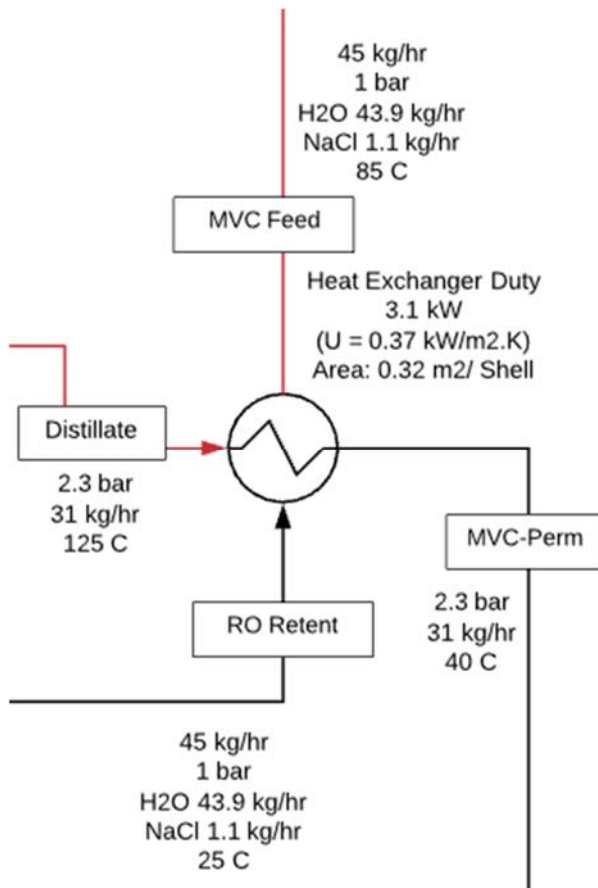 45 kg/hr
1 bar
H2O 43.9 kg/hr
NaCl 1.1 kg/hr
85 C
MVC Feed
Heat Exchanger Duty
3.1 kW
(U = 0.37 kW/m2.K)
Area: 0.32 m2/ Shell
Distillate
2.3 bar
31 kg/hr
125 C
MVC-Perm
2.3 bar
31 kg/hr
40 C
RO Retent
45 kg/hr
1 bar
H2O 43.9 kg/hr
NaCl 1.1 kg/hr
25 C